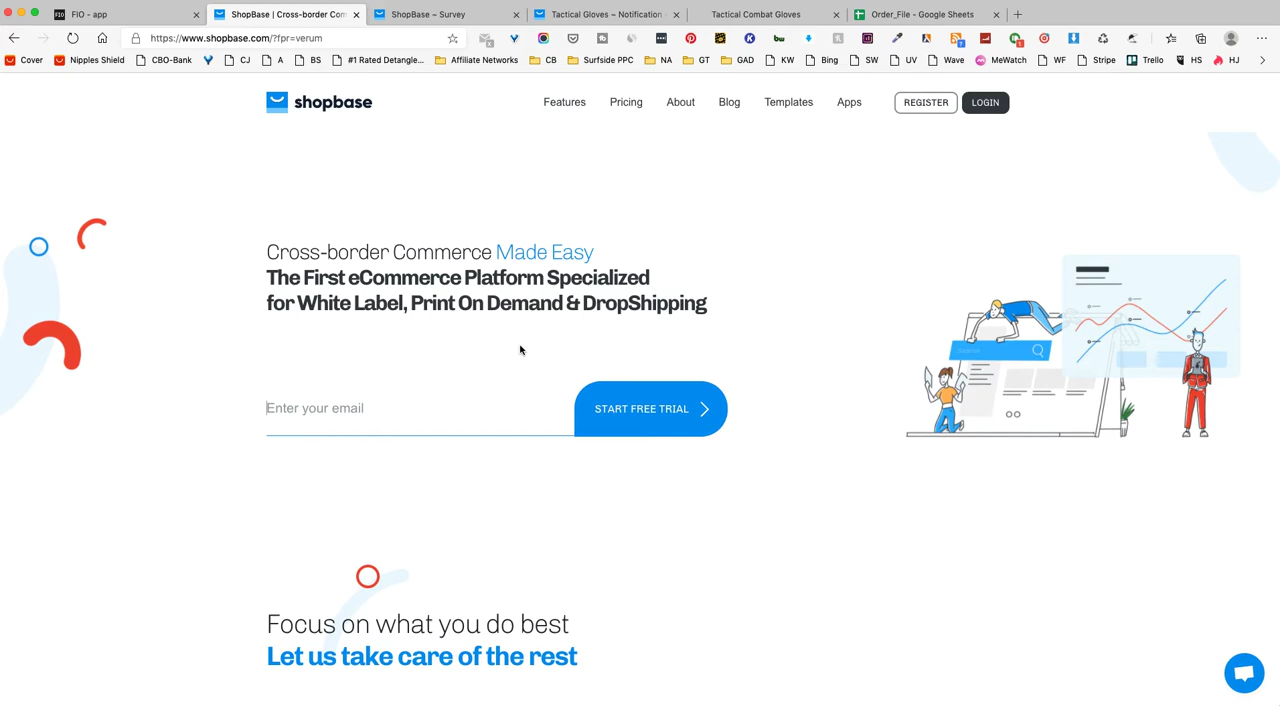 FIO - app
ShopBase | Cross-border Com
ShopBase – Survey
Tactical Gloves – Notification
Tactical Combat Gloves
Order_File - Google Sheets
https://www.shopbase.com/?fpr=verum
Cover
Nipples Shield
CBO-Bank
CJ
A
BS
#1 Rated Detangle...
Affiliate Networks
CB
Surfside PPC
NA
GT
GAD
KW
Bing
SW
UV
Wave
MeWatch
WF
Stripe
Trello
HS
HJ
shopbase
Features
Pricing
About
Blog
Templates
Apps
REGISTER
LOGIN
Cross-border Commerce Made Easy
The First eCommerce Platform Specialized
for White Label, Print On Demand & DropShipping
Enter your email
START FREE TRIAL
Focus on what you do best
Let us take care of the rest